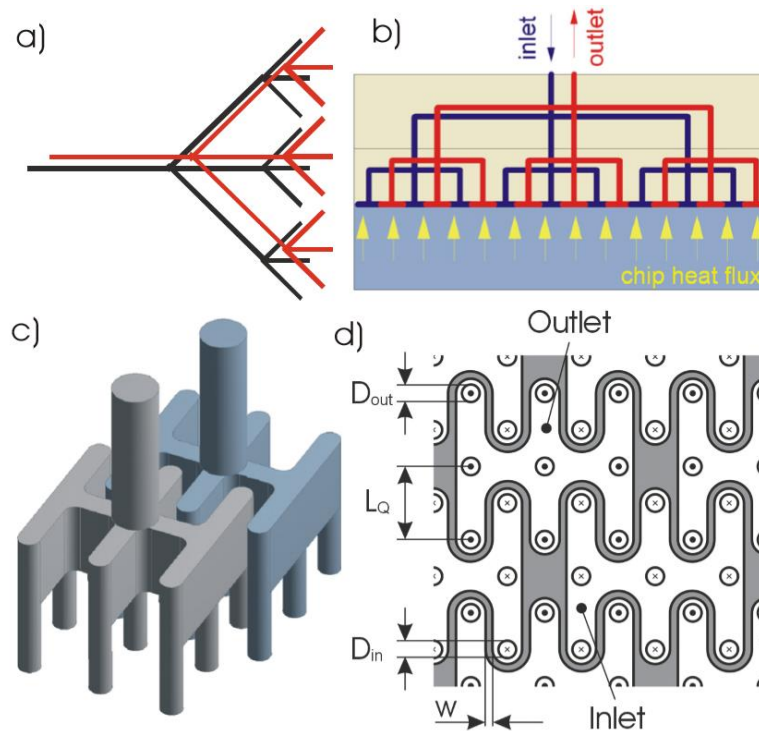 a)
b)
inlet
outlet
chip heat flux
c)
d)
Outlet
Dout
LQ
Din
w
Inlet